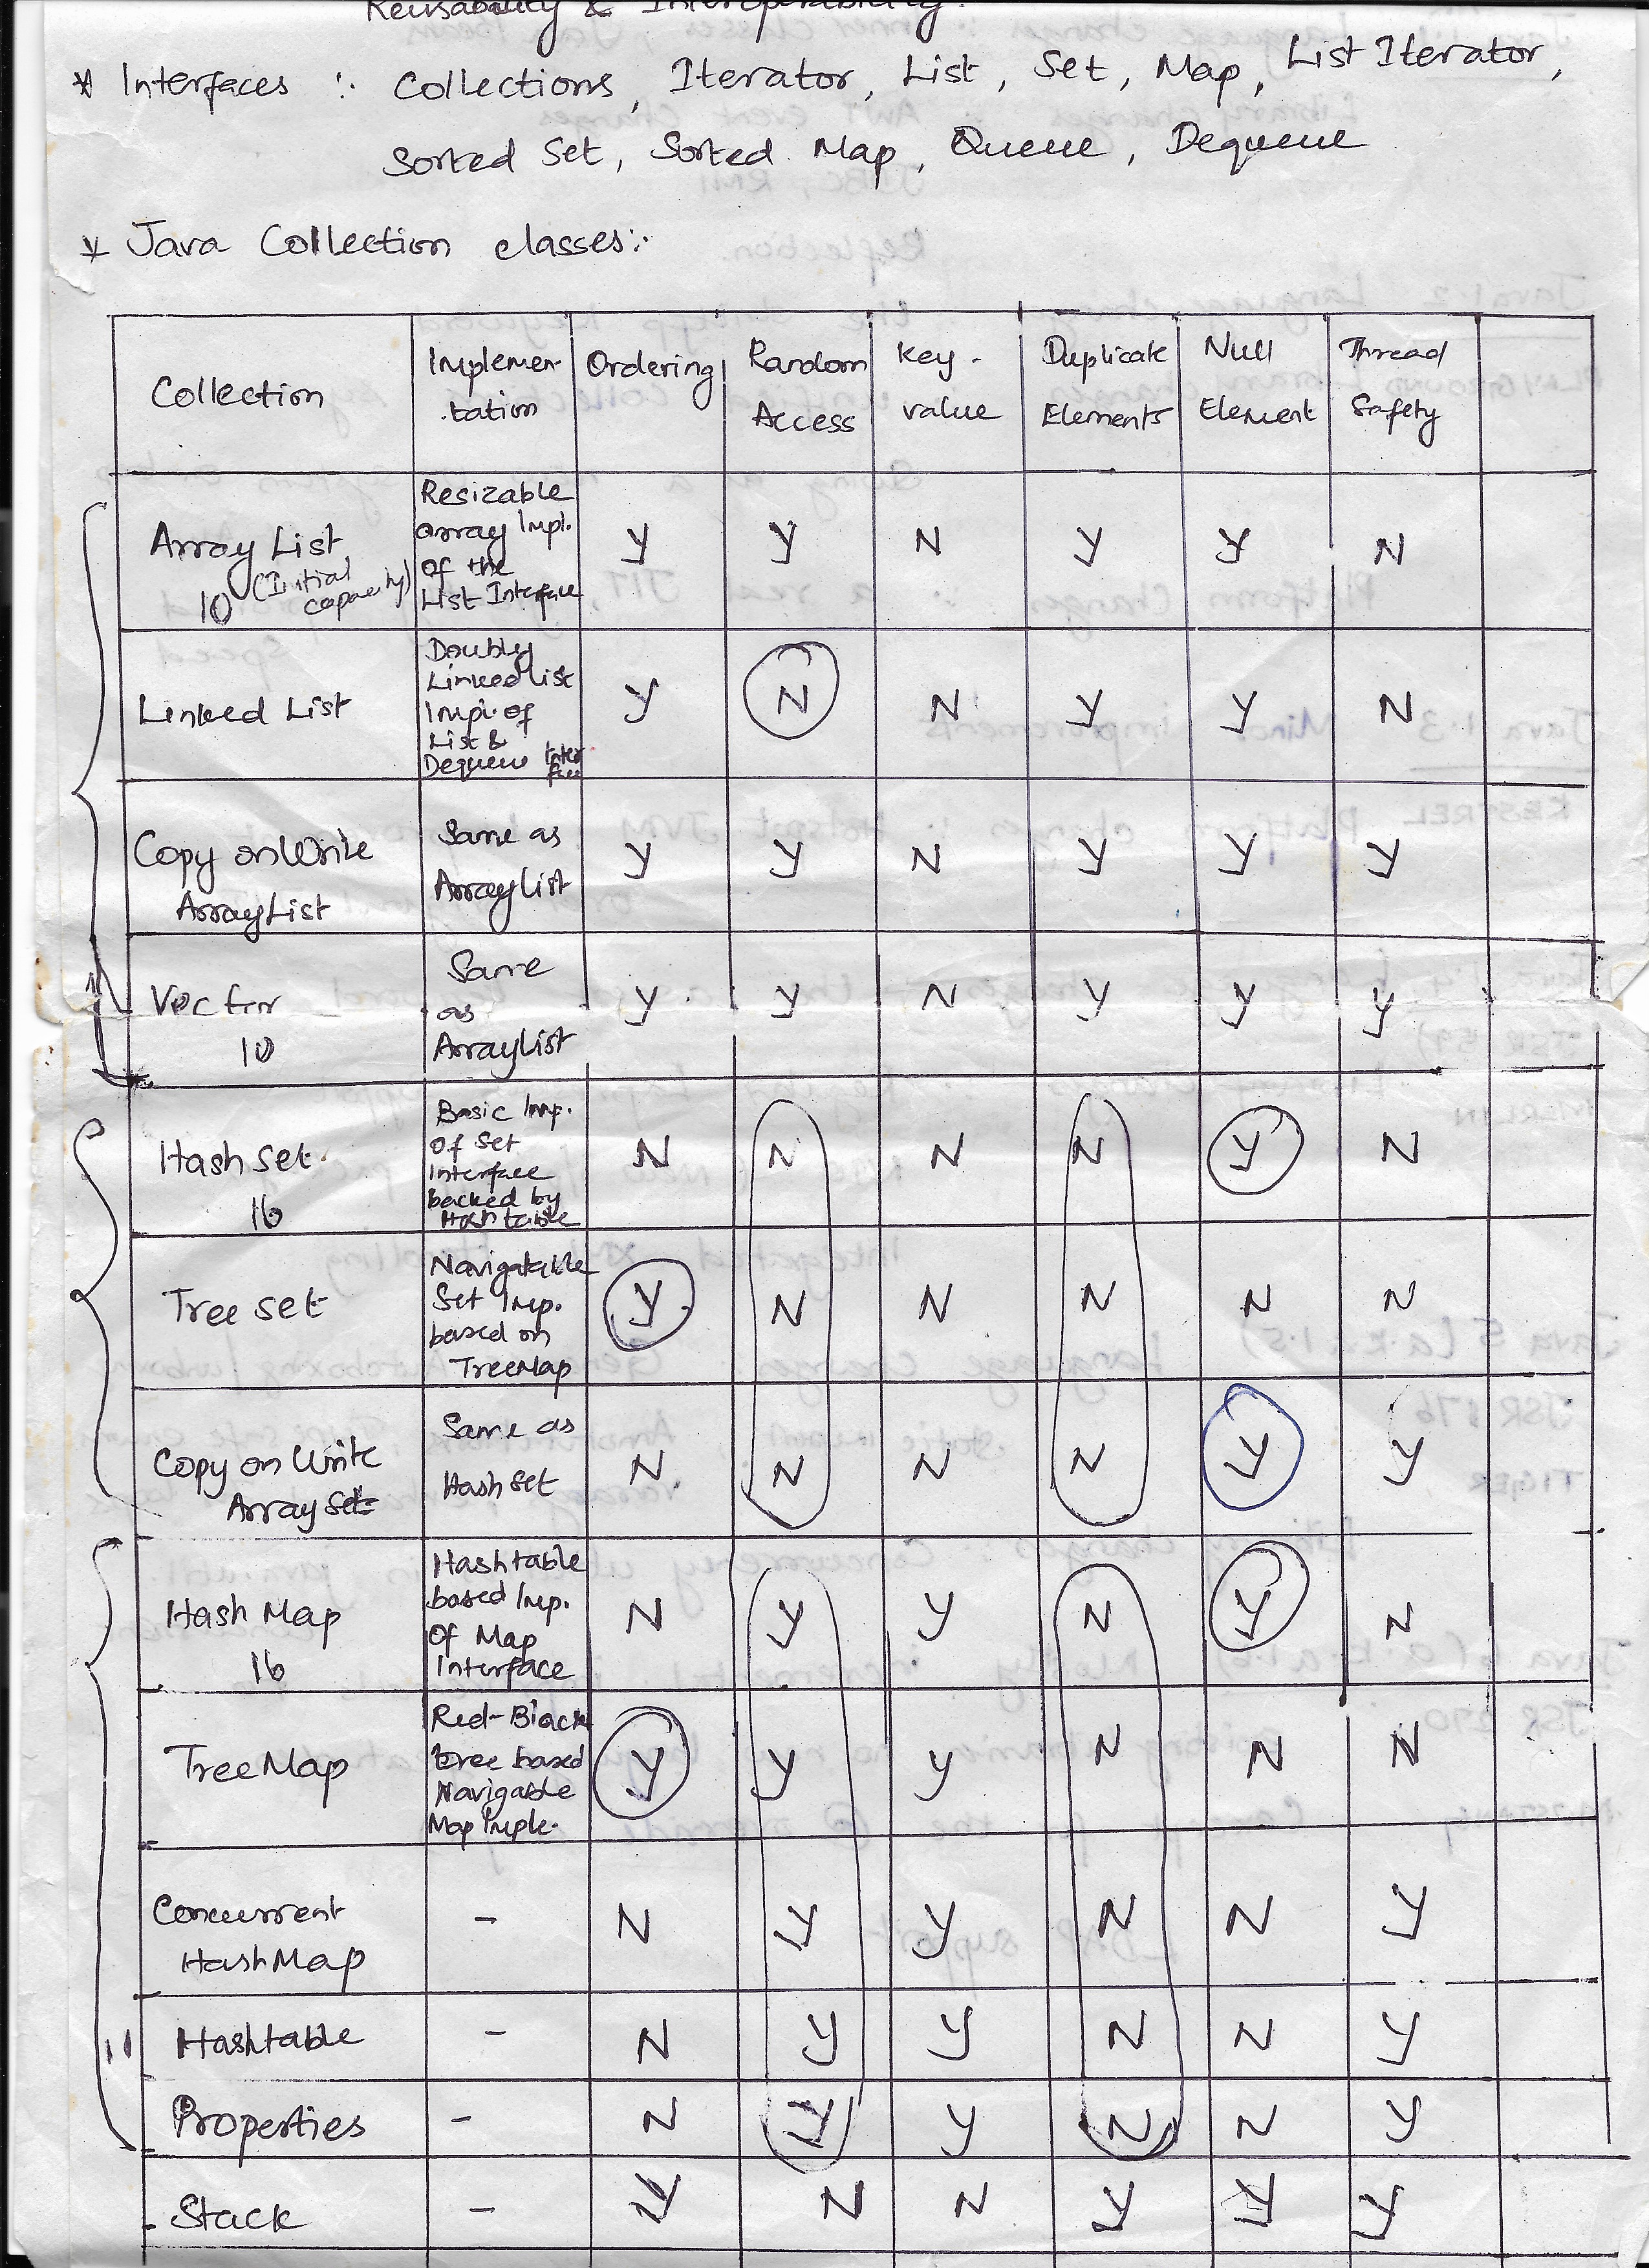 Reusability & Interoperability.
* Interfaces :. Collections, Iterator, List, Set, Map, List Iterator,
Sorted Set, Sorted Map, Queue, Dequeue
* Java Collection classes:.
Collection Implemen-tation Ordering Random Access Key-value Duplicate Elements Null Element Thread Safety
Array List 10 (Initial capacity) Resizable array Impl. of the List Interface Y Y N Y Y N
Linked List Doubly Linked list Impl. of List & Dequeue Interface Y N N Y Y N
Copy on Write ArrayList Same as ArrayList Y Y N Y Y Y
Vector 10 Same as ArrayList Y Y N Y Y Y
Hash Set 16 Basic Imp. of Set Interface backed by Hash table N N N N Y N
Tree Set Navigatable Set Imp. based on TreeMap Y N N N N N
Copy on Write Array Set Same as Hash Set N N N N Y Y
Hash Map 16 Hashtable based Imp. of Map Interface N Y Y N Y N
TreeMap Red-Black tree based Navigable Map Imple. Y Y Y N N N
Concurrent HashMap - N Y Y N N Y
Hashtable - N Y Y N N Y
Properties - N Y Y N N Y
Stack - Y N N Y Y Y